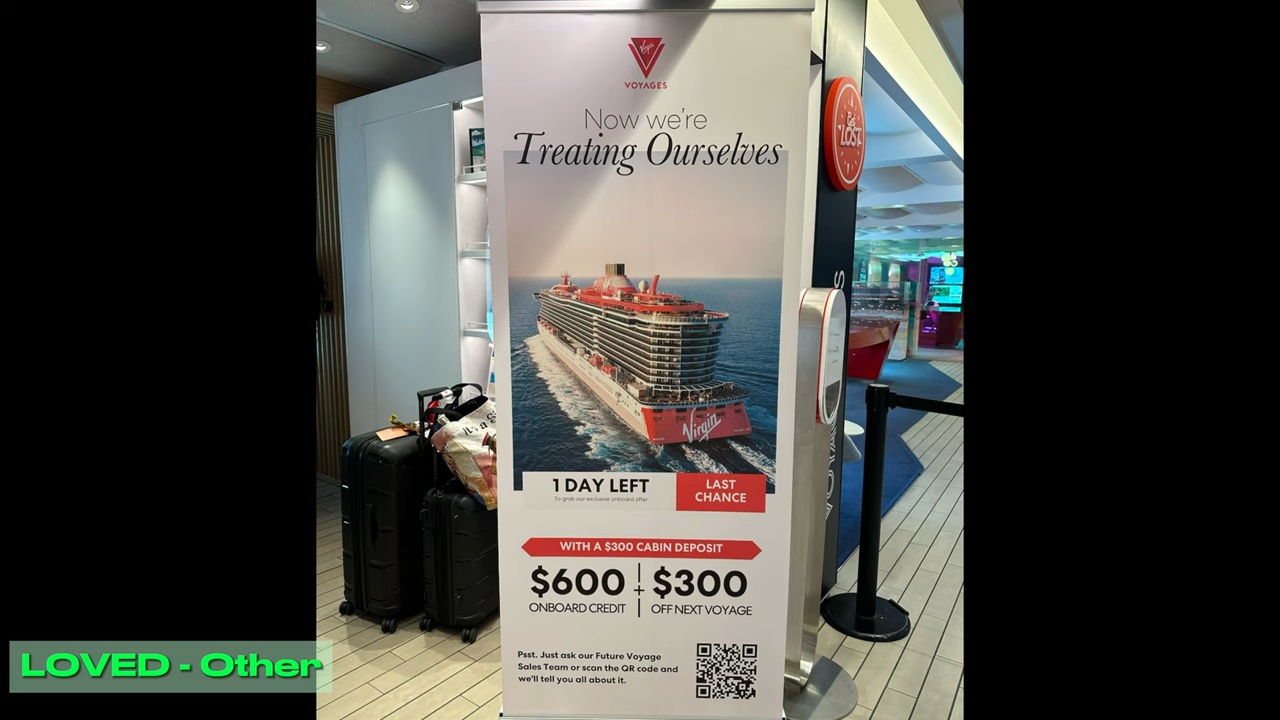 Virgin
VOYAGES
Now we're
Treating Ourselves
LOST
Virgin
1 DAY LEFT
To grab our exclusive onboard offer
LAST
CHANCE
WITH A $300 CABIN DEPOSIT
$600 + $300
ONBOARD CREDIT OFF NEXT VOYAGE
Psst. Just ask our Future Voyage
Sales Team or scan the QR code and
we'll tell you all about it.
LOVED - Other